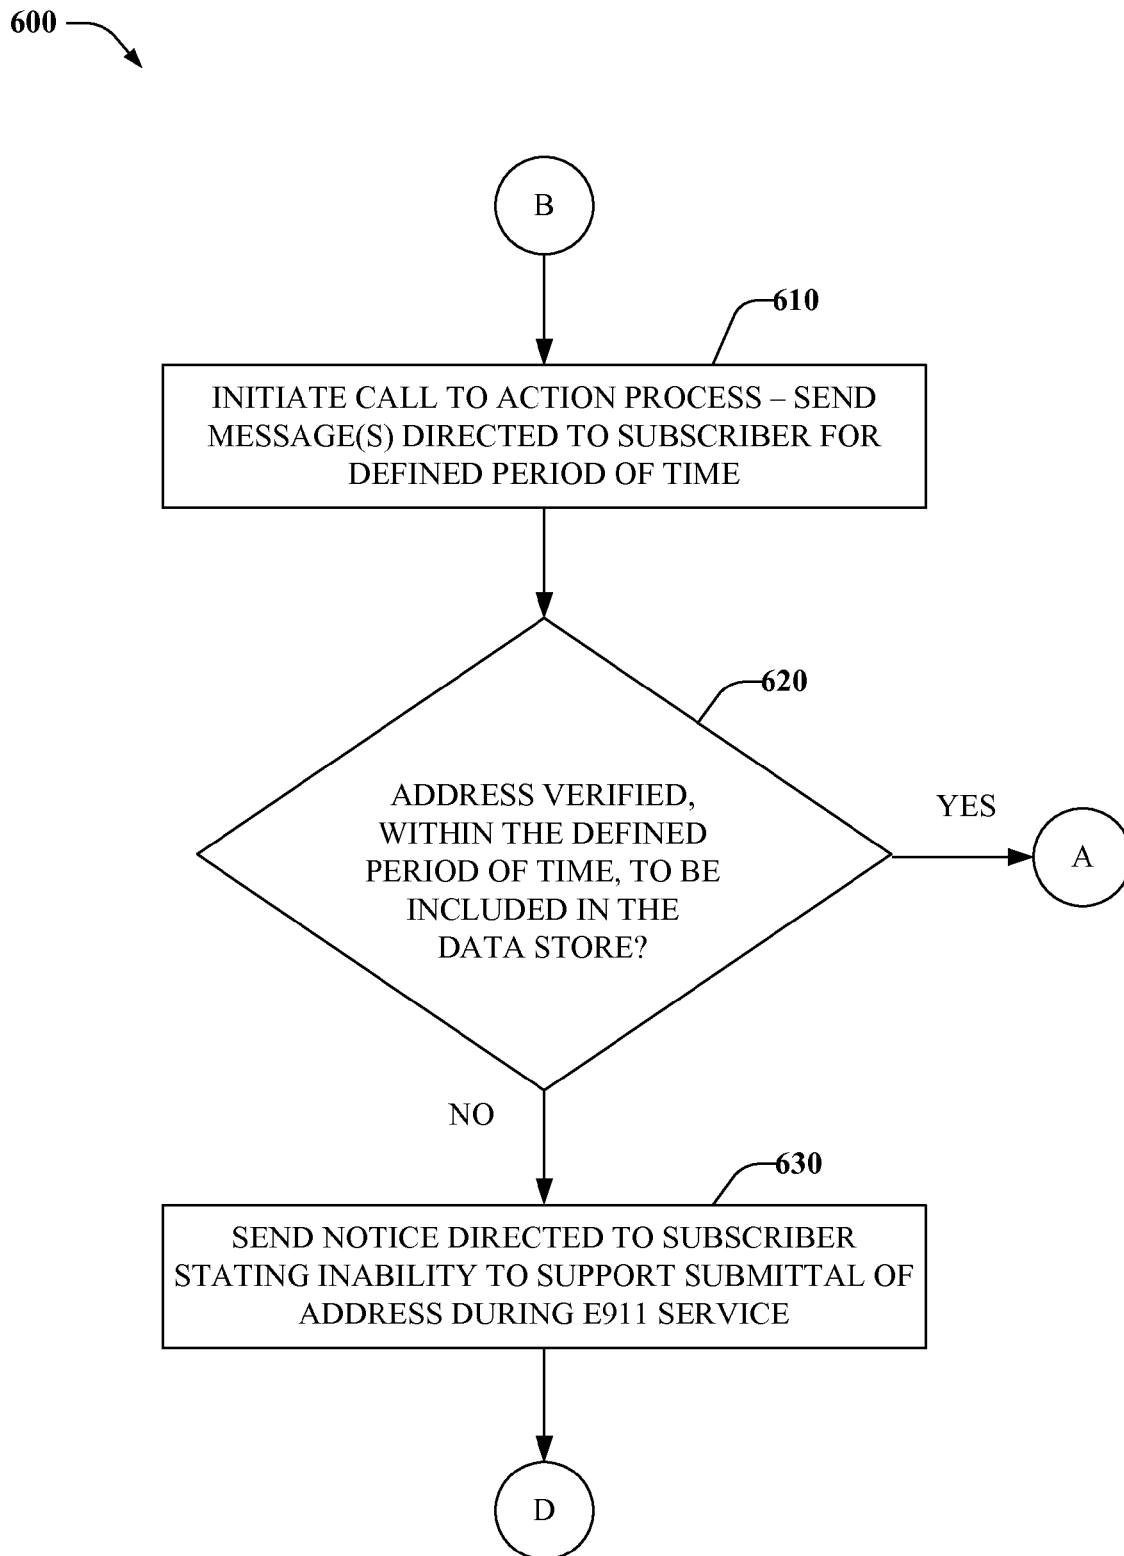 600
B
610
INITIATE CALL TO ACTION PROCESS – SEND
MESSAGE(S) DIRECTED TO SUBSCRIBER FOR
DEFINED PERIOD OF TIME
620
ADDRESS VERIFIED,
WITHIN THE DEFINED
PERIOD OF TIME, TO BE
INCLUDED IN THE
DATA STORE?
YES
A
NO
630
SEND NOTICE DIRECTED TO SUBSCRIBER
STATING INABILITY TO SUPPORT SUBMITTAL OF
ADDRESS DURING E911 SERVICE
D